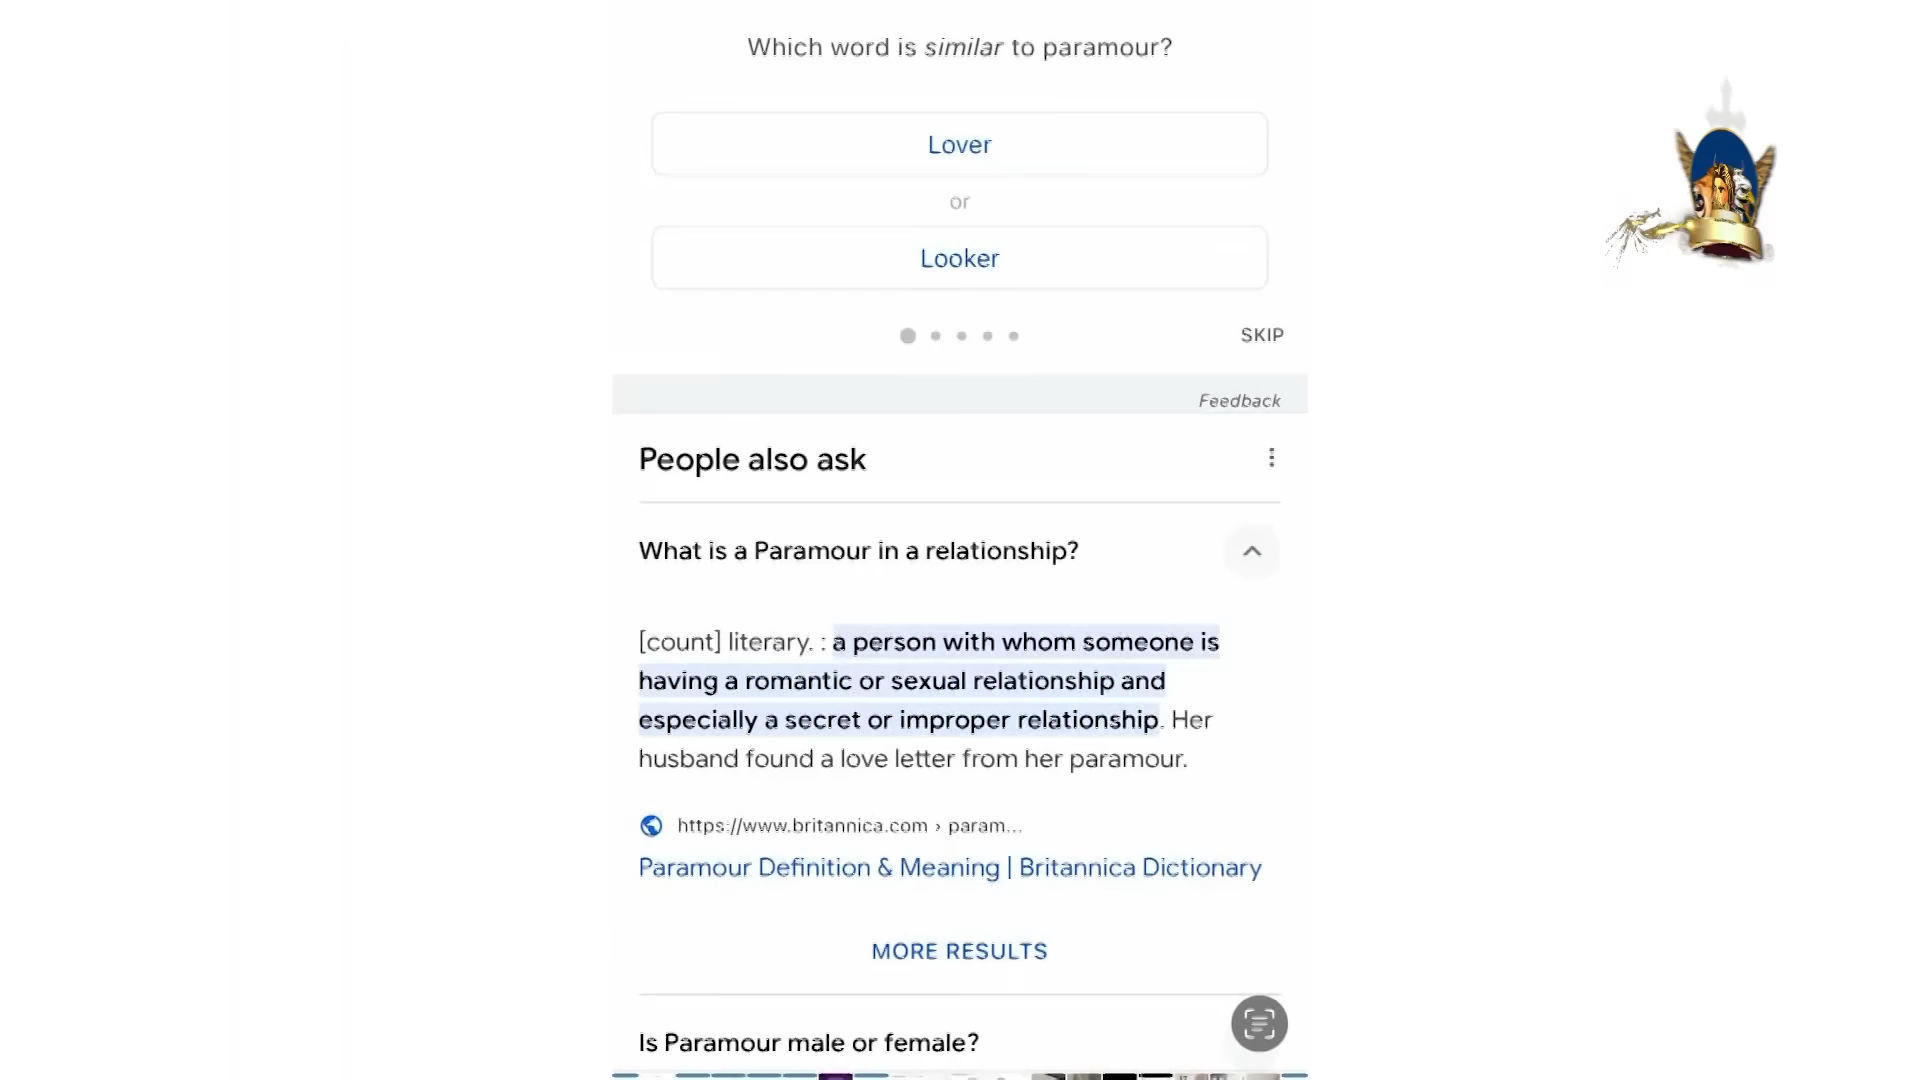 Which word is similar to paramour?
Lover
or
Looker
SKIP
Feedback
People also ask
What is a Paramour in a relationship?
[count] literary. : a person with whom someone is
having a romantic or sexual relationship and
especially a secret or improper relationship. Her
husband found a love letter from her paramour.
https://www.britannica.com › param...
Paramour Definition & Meaning | Britannica Dictionary
MORE RESULTS
Is Paramour male or female?